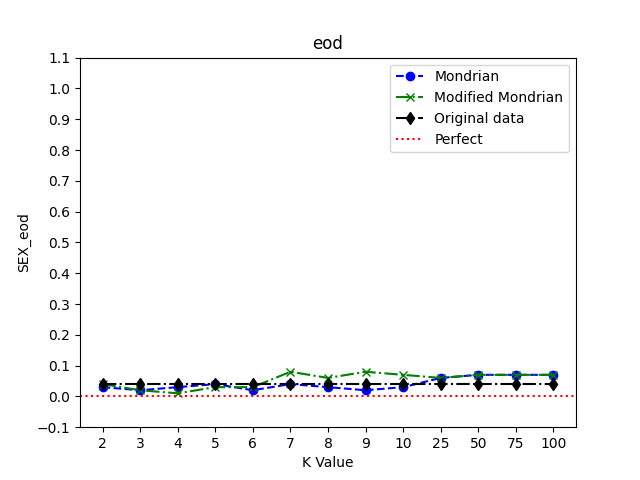 eod
1.1
1.0
0.9
0.8
0.7
0.6
0.5
0.4
0.3
0.2
0.1
0.0
−0.1
SEX_eod
Mondrian
Modified Mondrian
Original data
Perfect
2 3 4 5 6 7 8 9 10 25 50 75 100
K Value